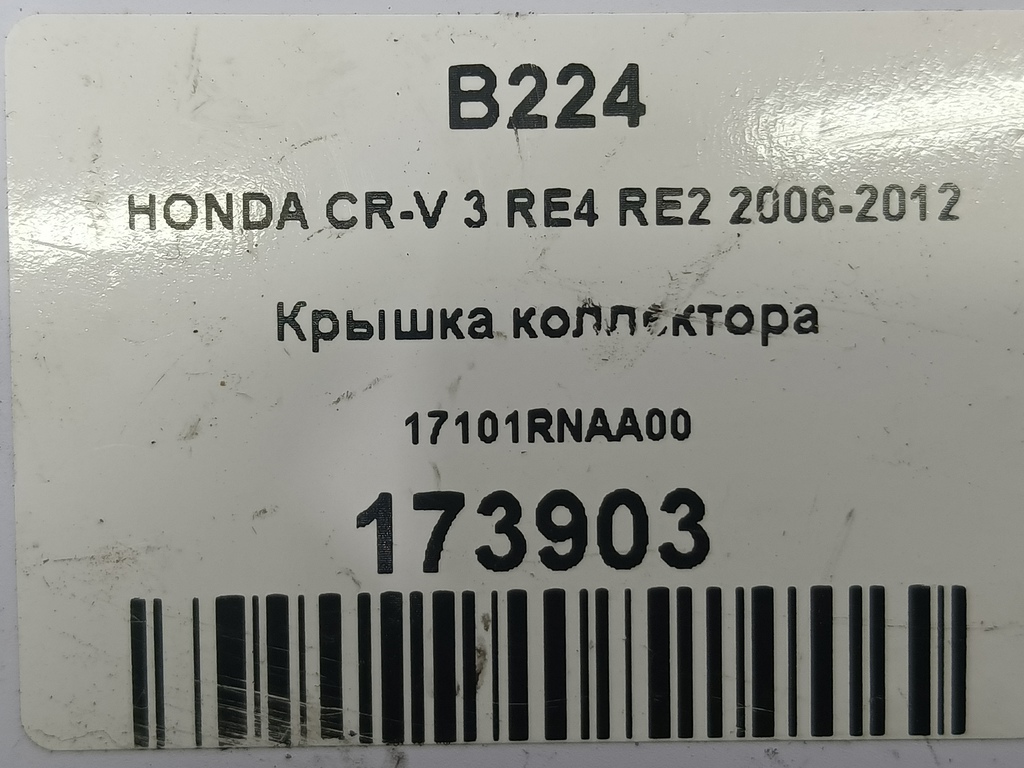 B224
HONDA CR-V 3 RE4 RE2 2006-2012
Крышка коллектора
17101RNAA00
173903